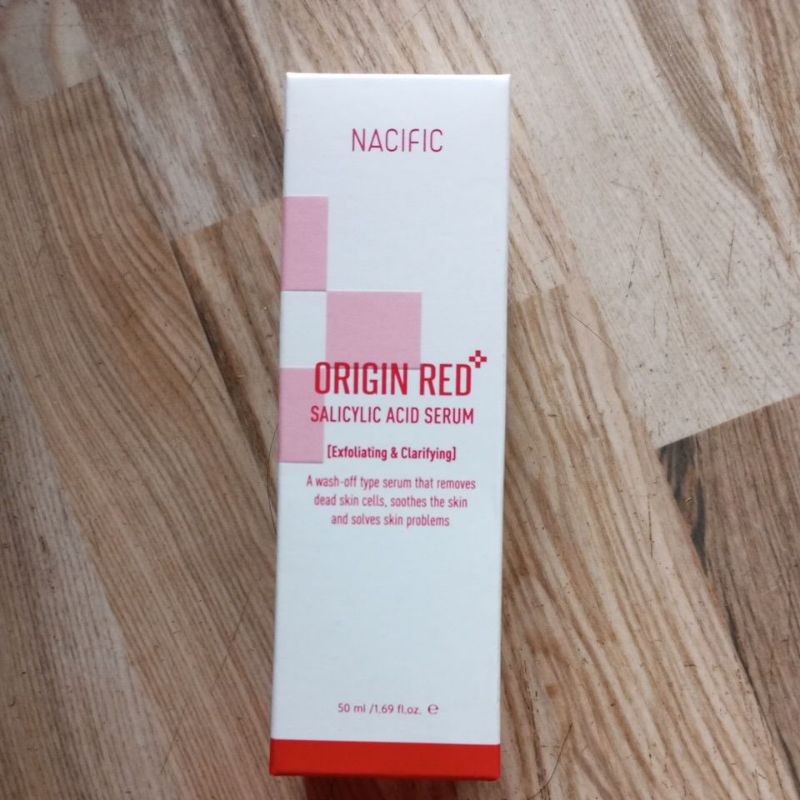 NACIFIC
ORIGIN RED
SALICYLIC ACID SERUM
[Exfoliating & Clarifying]
A wash-off type serum that removes
dead skin cells, soothes the skin
and solves skin problems
50 ml /1.69 fl.oz. ℮